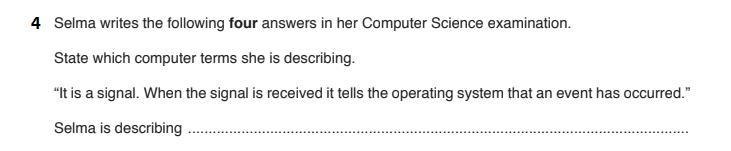 4 Selma writes the following four answers in her Computer Science examination.
State which computer terms she is describing.
“It is a signal. When the signal is received it tells the operating system that an event has occurred.”
Selma is describing ..........................................................................................................................